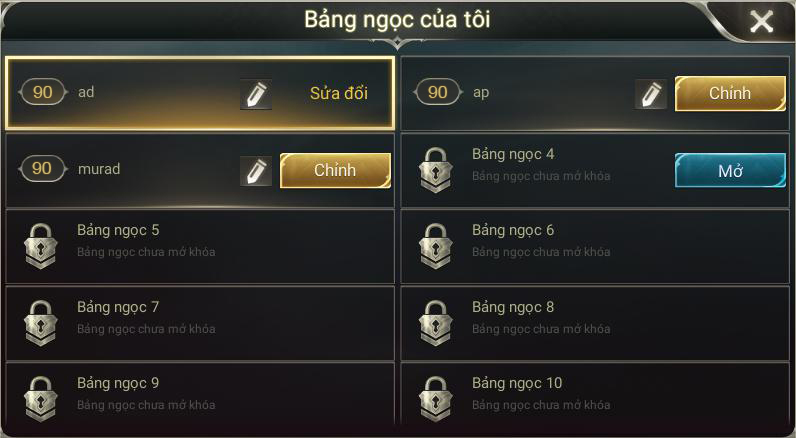 Bảng ngọc của tôi
90 ad Sửa đổi
90 ap Chỉnh
90 murad Chỉnh
Bảng ngọc 4
Bảng ngọc chưa mở khóa
Mở
Bảng ngọc 5
Bảng ngọc chưa mở khóa
Bảng ngọc 6
Bảng ngọc chưa mở khóa
Bảng ngọc 7
Bảng ngọc chưa mở khóa
Bảng ngọc 8
Bảng ngọc chưa mở khóa
Bảng ngọc 9
Bảng ngọc chưa mở khóa
Bảng ngọc 10
Bảng ngọc chưa mở khóa